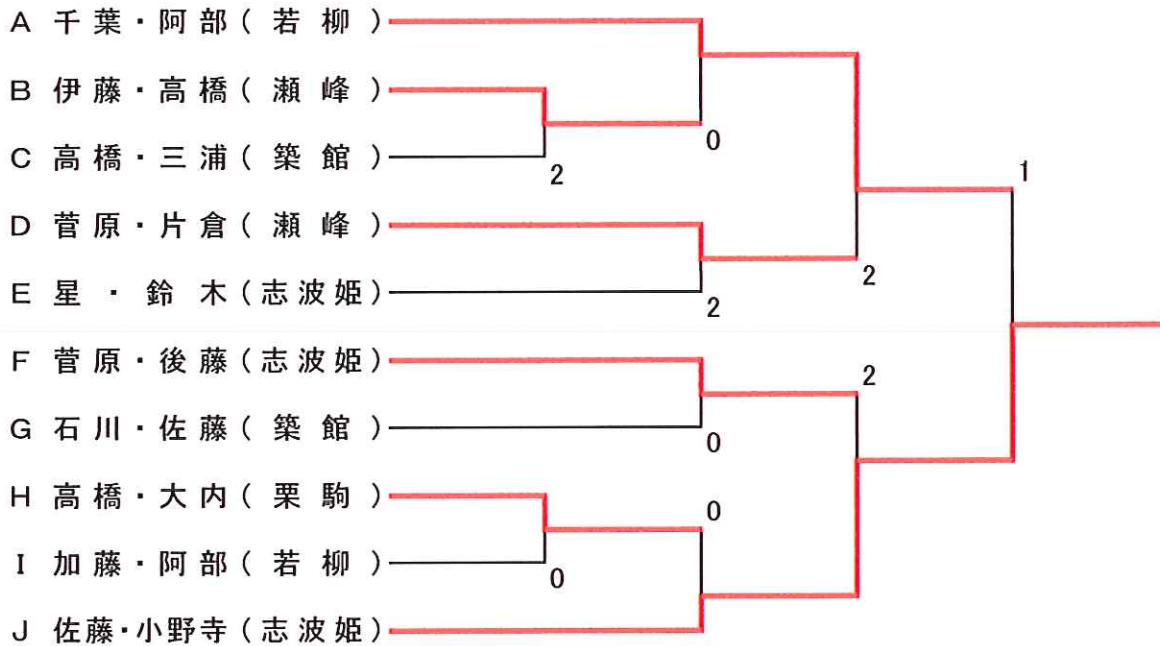 A 千葉・阿部(若柳)
B 伊藤・高橋(瀬峰)
0
C 高橋・三浦(築館)
2
1
D 菅原・片倉(瀬峰)
2
E 星・鈴木(志波姫)
2
F 菅原・後藤(志波姫)
2
G 石川・佐藤(築館)
0
H 高橋・大内(栗駒)
0
I 加藤・阿部(若柳)
0
J 佐藤・小野寺(志波姫)